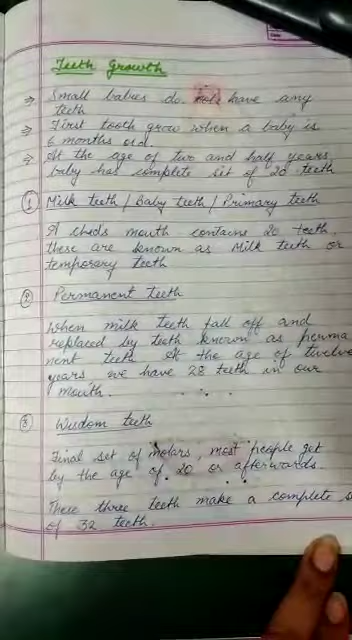 Teeth Growth
⇒ Small babies do not have any
teeth
⇒ First tooth grow when a baby is
6 months old.
⇒ At the age of two and half years,
baby has complete set of 20 teeth
① Milk teeth / Baby teeth / Primary teeth
A child's mouth contains 20 teeth.
these are known as Milk teeth or
temporary teeth
② Permanent teeth
When milk teeth fall off and
replaced by teeth known as perma
nent teeth At the age of twelve
years we have 28 teeth in our
mouth.
③ Wisdom teeth
Final set of molars, most people get
by the age of 20 or afterwards.
These three teeth make a complete s
of 32 teeth.